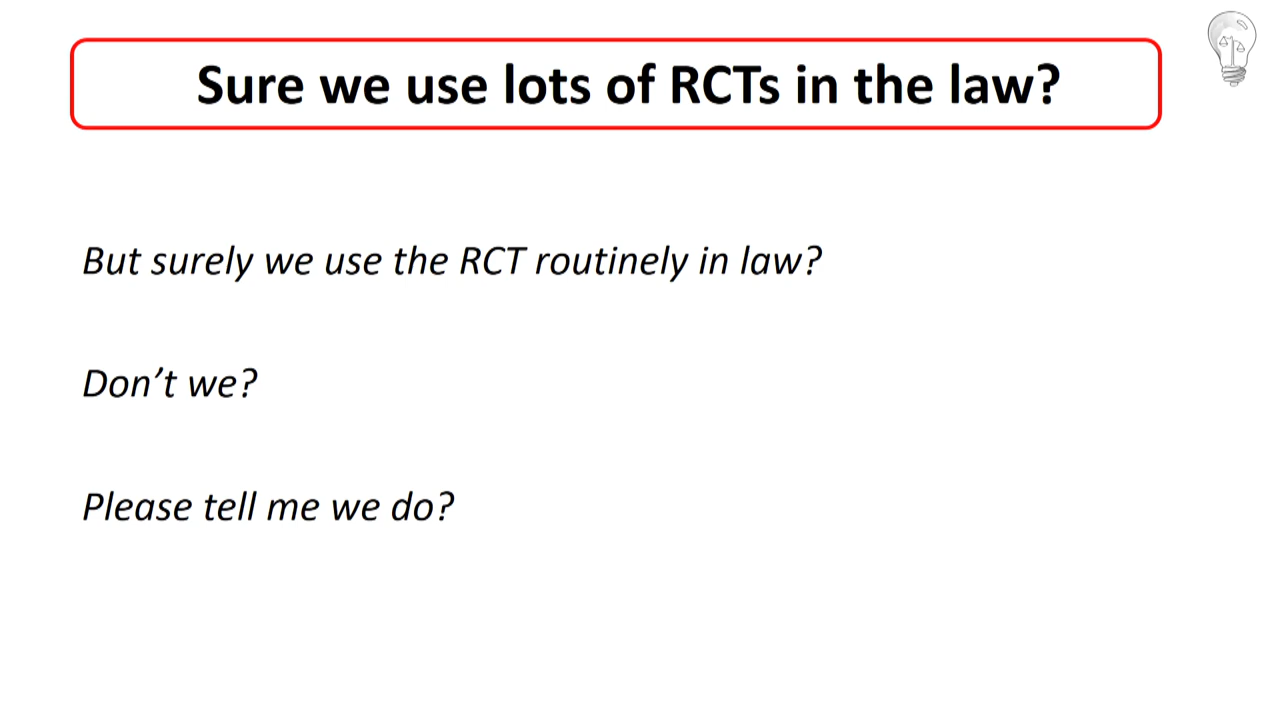 Sure we use lots of RCTs in the law?
But surely we use the RCT routinely in law?
Don’t we?
Please tell me we do?